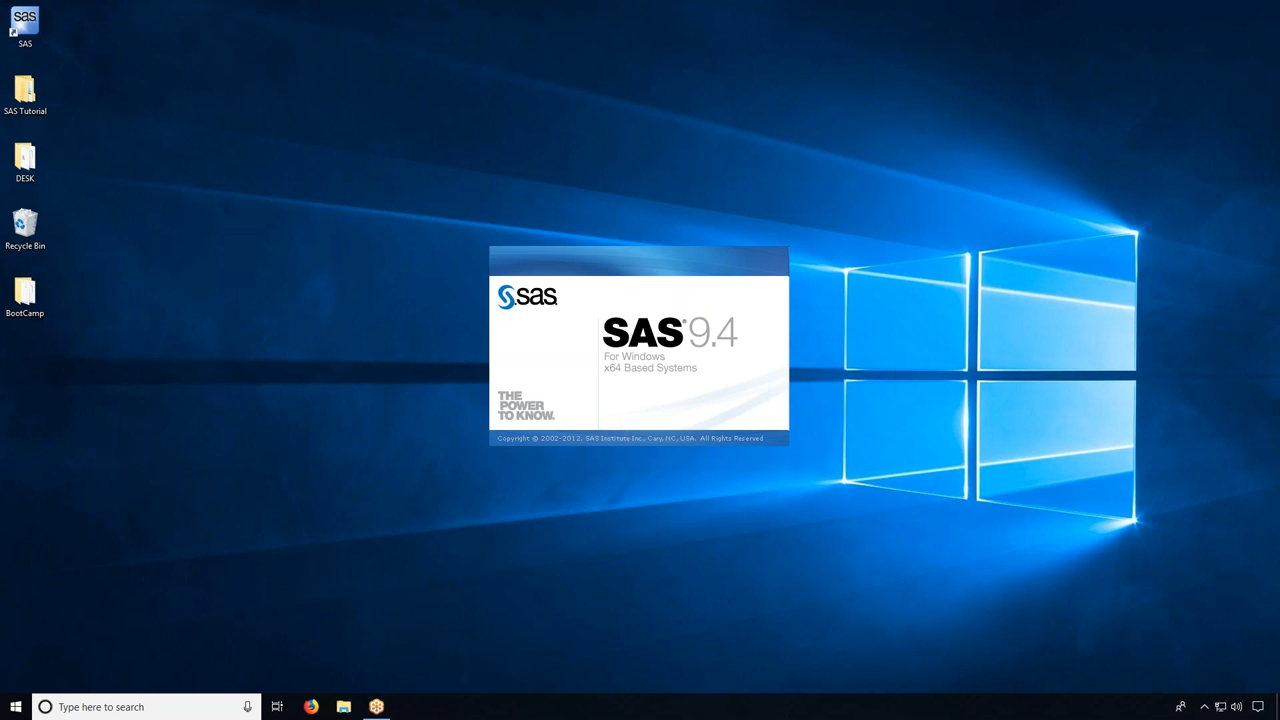 sas
SAS
SAS Tutorial
DESK
Recycle Bin
BootCamp
sas
SAS® 9.4
For Windows
x64 Based Systems
THE
POWER
TO KNOW.
Copyright © 2002-2012, SAS Institute Inc., Cary, NC, USA. All Rights Reserved
Type here to search